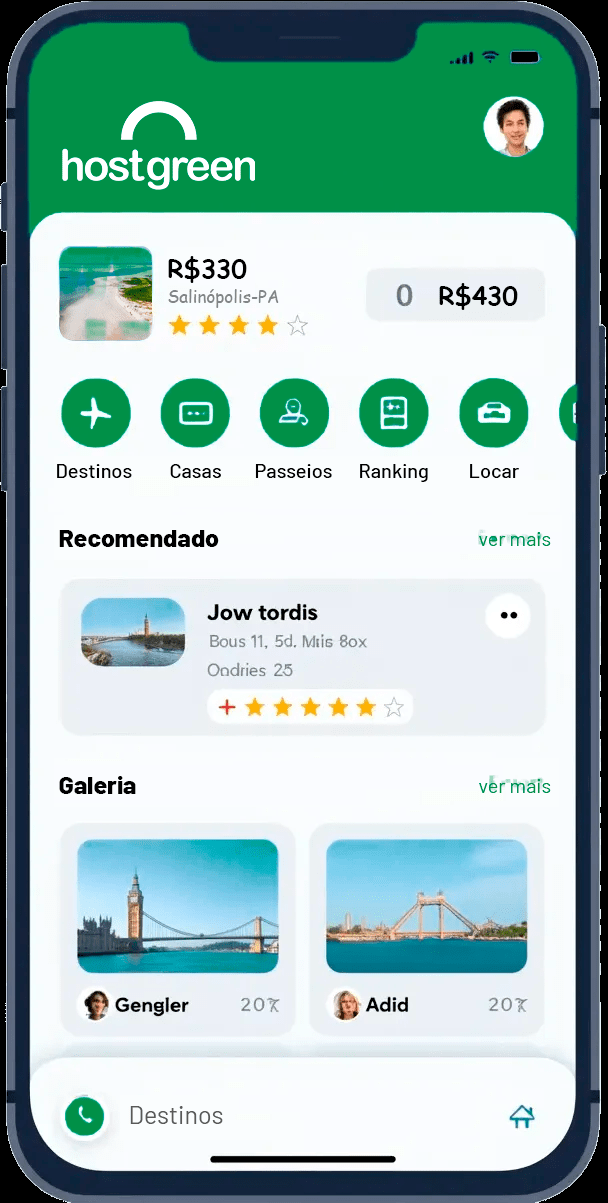 hostgreen
R$330
Salinópolis-PA
0 R$430
Destinos Casas Passeios Ranking Locar
Recomendado ver mais
Jow tordis
Bous 11, 5d. Mtis 8ox
Ondries 25
Galeria ver mais
Gengler 20 Adid 20
Destinos